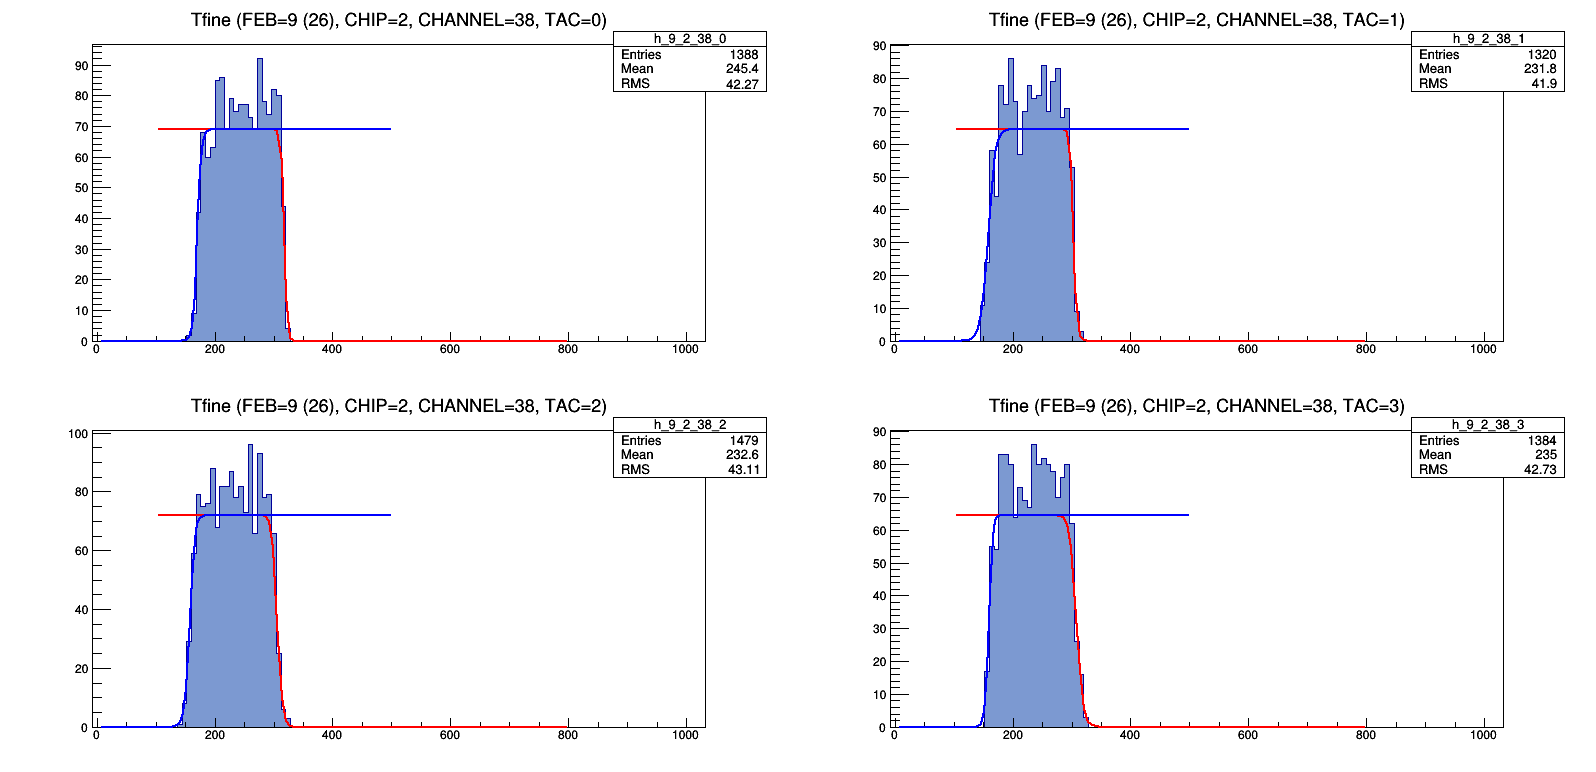 Tfine (FEB=9 (26), CHIP=2, CHANNEL=38, TAC=0)
h_9_2_38_0
Entries 1388
Mean 245.4
RMS 42.27
90
80
70
60
50
40
30
20
10
0
0 200 400 600 800 1000
Tfine (FEB=9 (26), CHIP=2, CHANNEL=38, TAC=1)
h_9_2_38_1
Entries 1320
Mean 231.8
RMS 41.9
90
80
70
60
50
40
30
20
10
0
0 200 400 600 800 1000
Tfine (FEB=9 (26), CHIP=2, CHANNEL=38, TAC=2)
h_9_2_38_2
Entries 1479
Mean 232.6
RMS 43.11
100
80
60
40
20
0
0 200 400 600 800 1000
Tfine (FEB=9 (26), CHIP=2, CHANNEL=38, TAC=3)
h_9_2_38_3
Entries 1384
Mean 235
RMS 42.73
90
80
70
60
50
40
30
20
10
0
0 200 400 600 800 1000